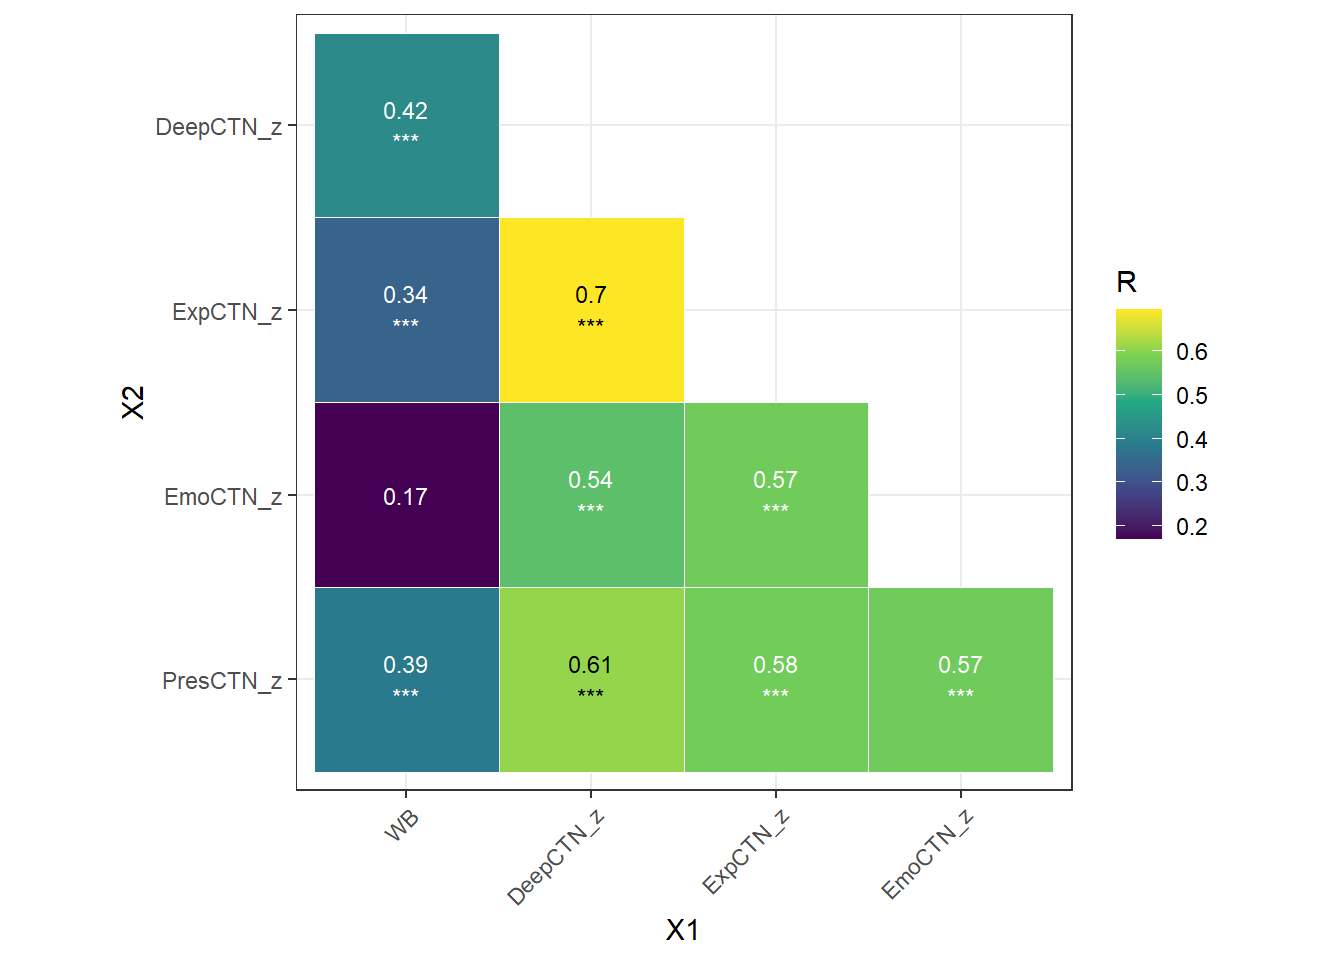 DeepCTN_z
0.42
***
ExpCTN_z
0.34
0.7
***
***
EmoCTN_z
0.17
0.54
0.57
***
***
PresCTN_z
0.39
0.61
0.58
0.57
***
***
***
***
X2
WB
DeepCTN_z
ExpCTN_z
EmoCTN_z
X1
R
0.6
0.5
0.4
0.3
0.2